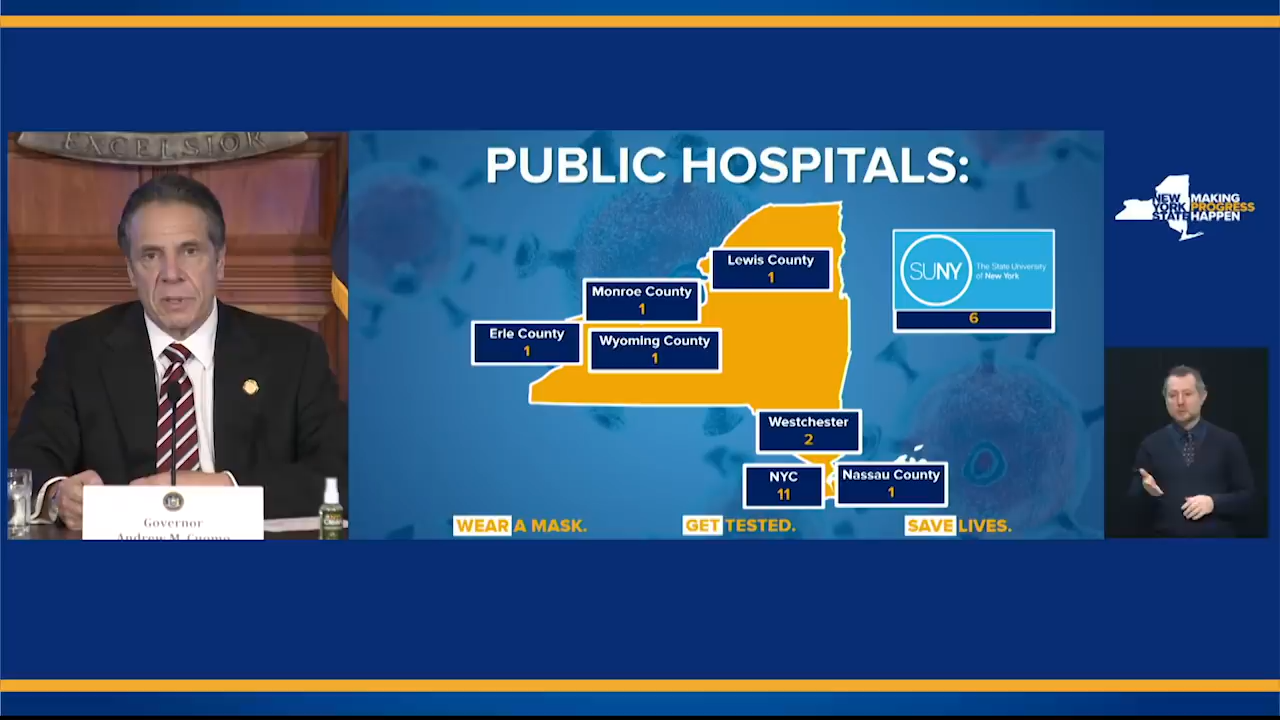 EXCELSIOR
Governor
Andrew M. Cuomo
PUBLIC HOSPITALS:
Lewis County
1
Monroe County
1
Erie County
1
Wyoming County
1
Westchester
2
NYC
11
Nassau County
1
SUNY
The State University
of New York
6
WEAR A MASK.
GET TESTED.
SAVE LIVES.
NEW
YORK
STATE
MAKING
PROGRESS
HAPPEN